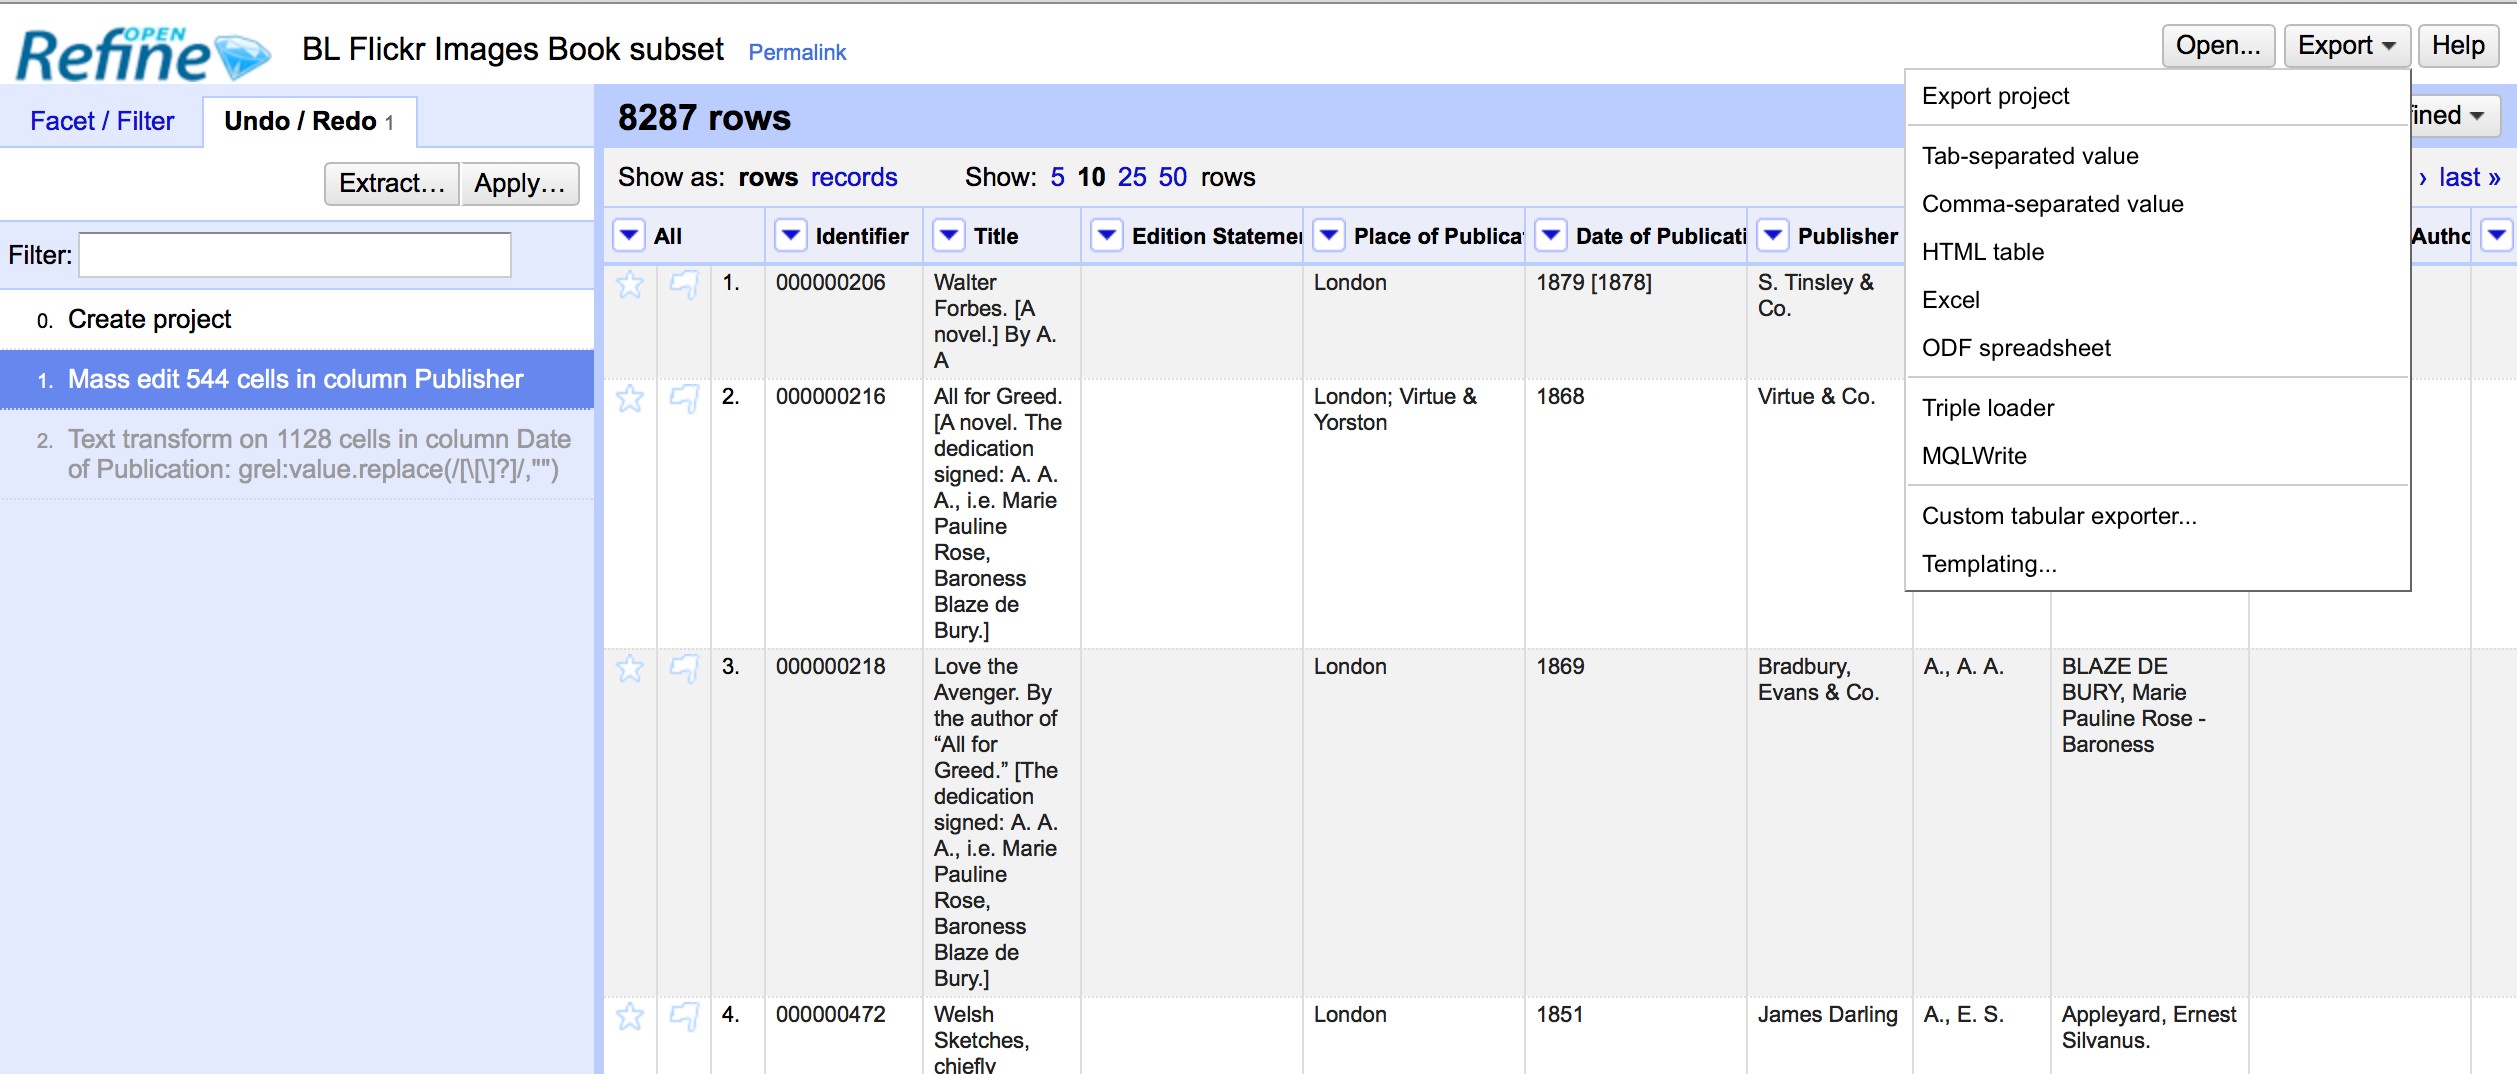 OPEN
Refine
BL Flickr Images Book subset Permalink
Open... Export Help
Facet / Filter Undo / Redo 1
Extract... Apply...
Filter:
0. Create project
1. Mass edit 544 cells in column Publisher
2. Text transform on 1128 cells in column Date
of Publication: grel:value.replace(/[\[\]?]/,"")
8287 rows
Show as: rows records Show: 5 10 25 50 rows
› last »
All Identifier Title Edition Statemen Place of Publica Date of Publicati Publisher
1. 000000206
Walter
Forbes. [A
novel.] By A.
A
London
1879 [1878]
S. Tinsley &
Co.
2. 000000216
All for Greed.
[A novel. The
dedication
signed: A. A.
A., i.e. Marie
Pauline
Rose,
Baroness
Blaze de
Bury.]
London; Virtue &
Yorston
1868
Virtue & Co.
3. 000000218
Love the
Avenger. By
the author of
“All for
Greed.” [The
dedication
signed: A. A.
A., i.e. Marie
Pauline
Rose,
Baroness
Blaze de
Bury.]
London
1869
Bradbury,
Evans & Co.
A., A. A.
BLAZE DE
BURY, Marie
Pauline Rose -
Baroness
4. 000000472
Welsh
Sketches,
chiefly
London
1851
James Darling
A., E. S.
Appleyard, Ernest
Silvanus.
Export project
Tab-separated value
Comma-separated value
HTML table
Excel
ODF spreadsheet
Triple loader
MQLWrite
Custom tabular exporter...
Templating...